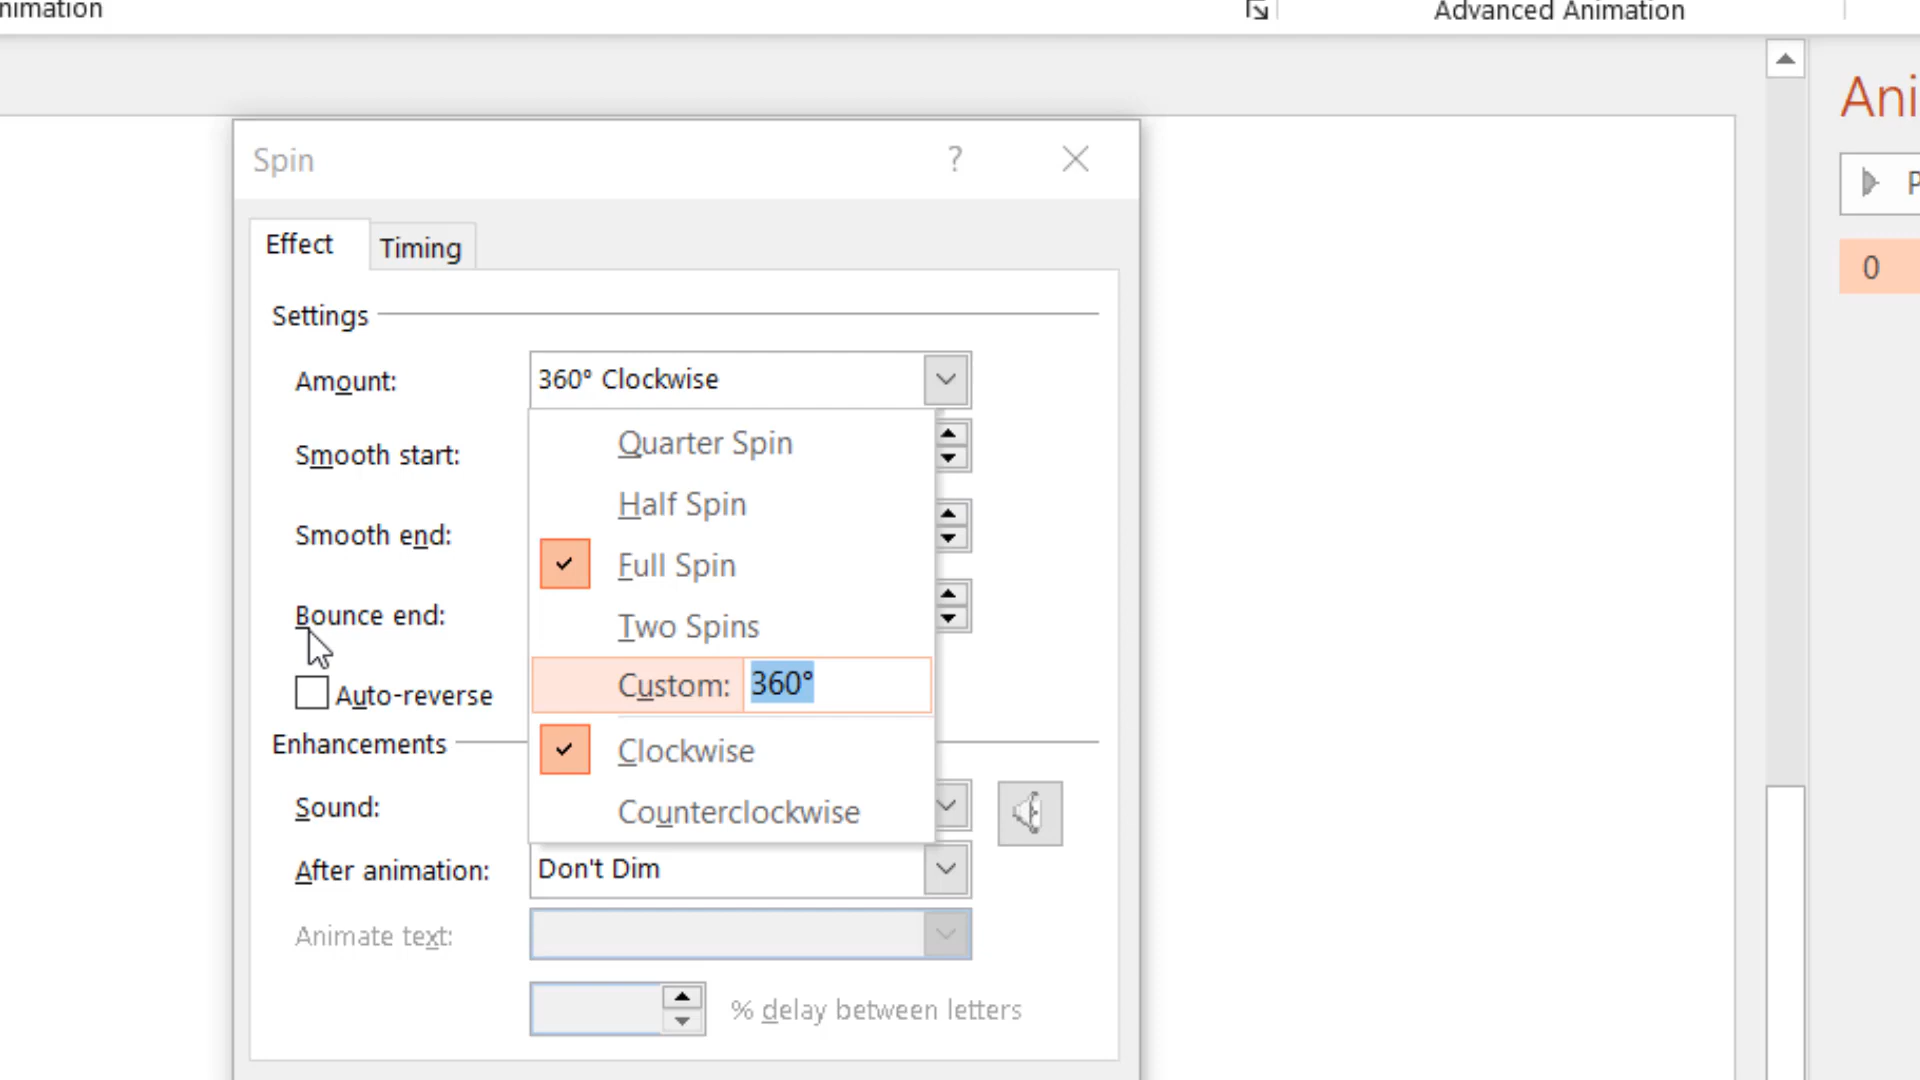 nimation
Advanced Animation
Ani
Spin
?
P
Effect
Timing
0
Settings
Amount:
360° Clockwise
Quarter Spin
Smooth start:
Half Spin
Smooth end:
Full Spin
Bounce end:
Two Spins
Custom: 360°
Auto-reverse
Enhancements
Clockwise
Sound:
Counterclockwise
After animation:
Don't Dim
Animate text:
% delay between letters